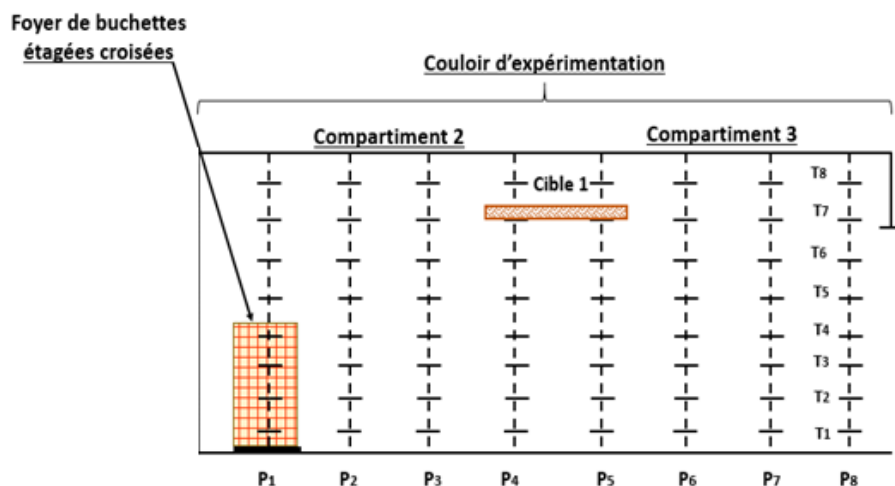 Foyer de buchettes
étagées croisées
Couloir d'expérimentation
Compartiment 2
Compartiment 3
Cible 1
T8
T7
T6
T5
T4
T3
T2
T1
P1 P2 P3 P4 P5 P6 P7 P8